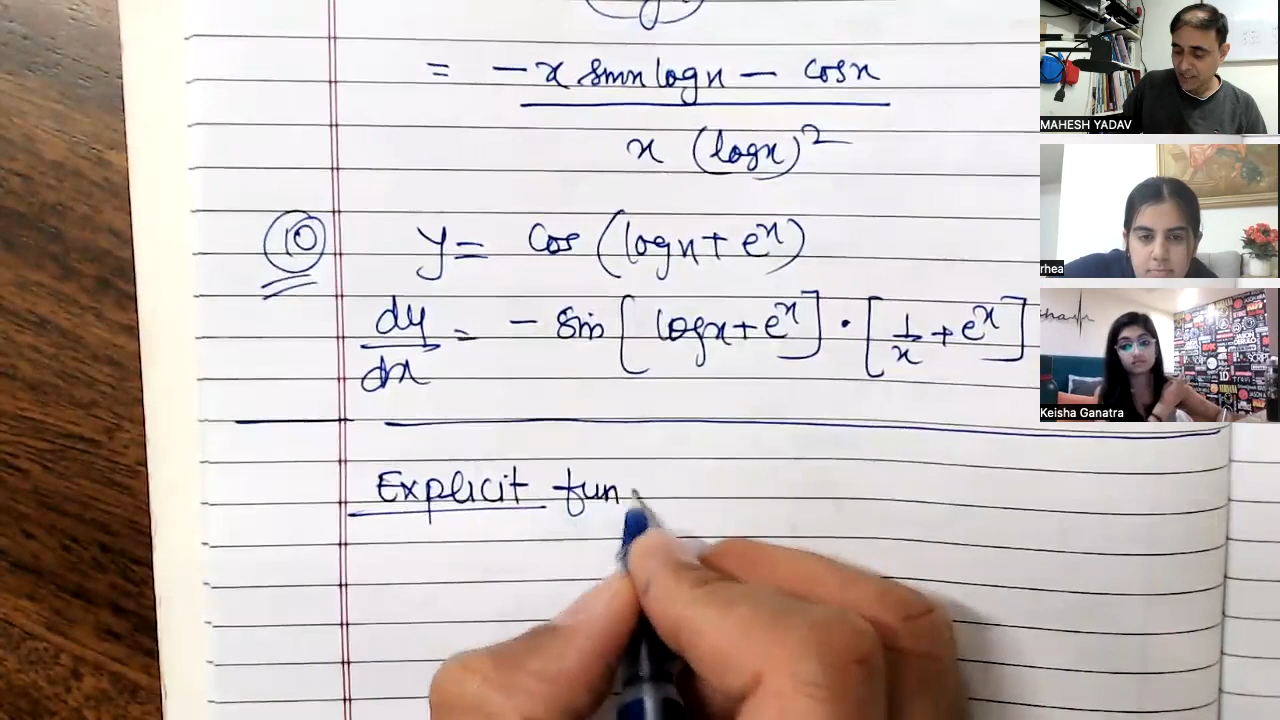 = -x sinx logx - cosx
x (logx)²
10 y = cos (logx + eˣ)
dy/dx = - sin [logx + eˣ] · [1/x + eˣ]
Explicit fun
MAHESH YADAV
rhea
Keisha Ganatra